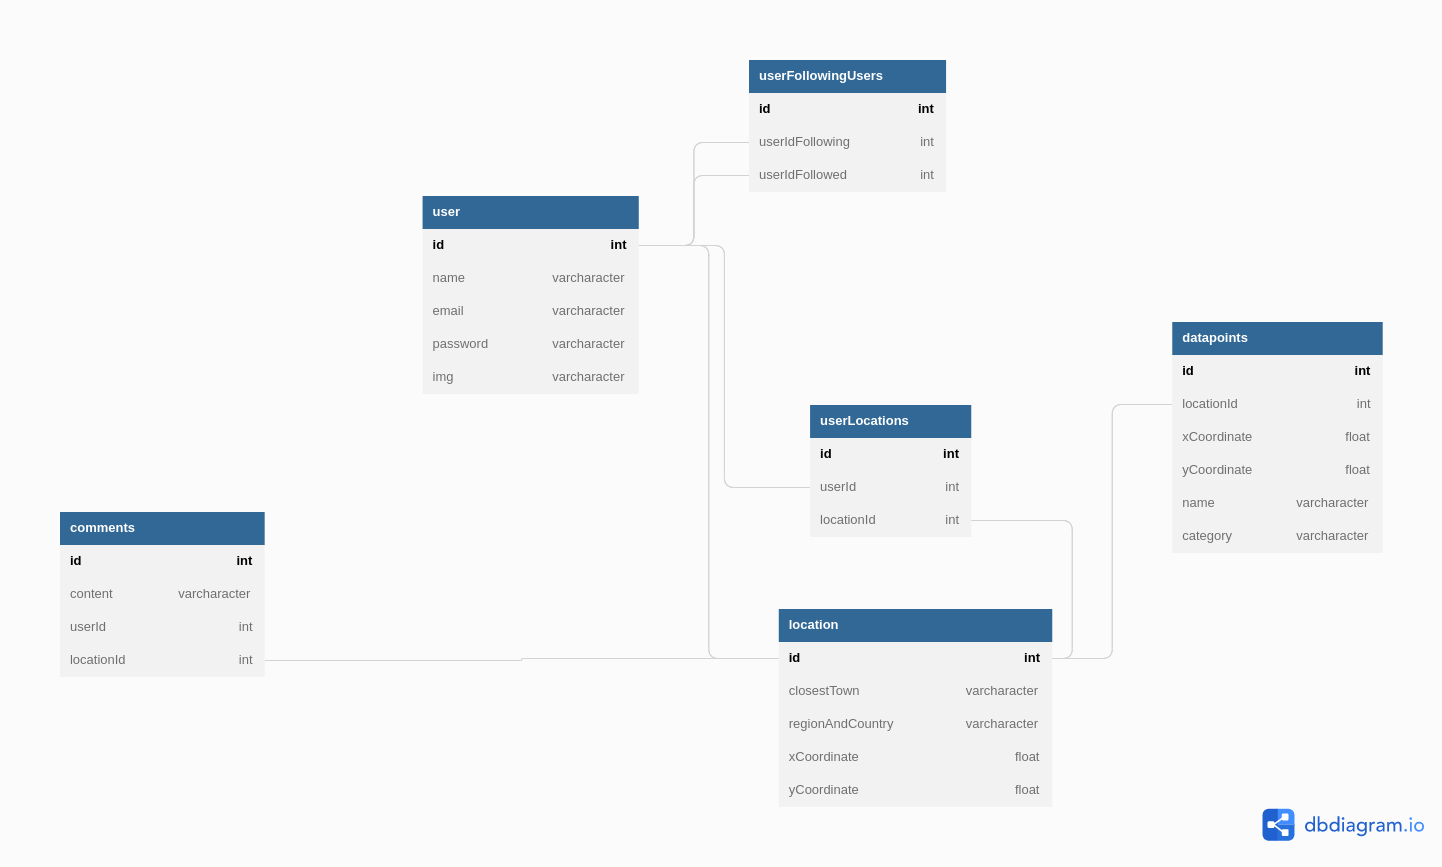 userFollowingUsers
id int
userIdFollowing int
userIdFollowed int
user
id int
name varcharacter
email varcharacter
password varcharacter
img varcharacter
datapoints
id int
locationId int
xCoordinate float
yCoordinate float
name varcharacter
category varcharacter
userLocations
id int
userId int
locationId int
comments
id int
content varcharacter
userId int
locationId int
location
id int
closestTown varcharacter
regionAndCountry varcharacter
xCoordinate float
yCoordinate float
dbdiagram.io